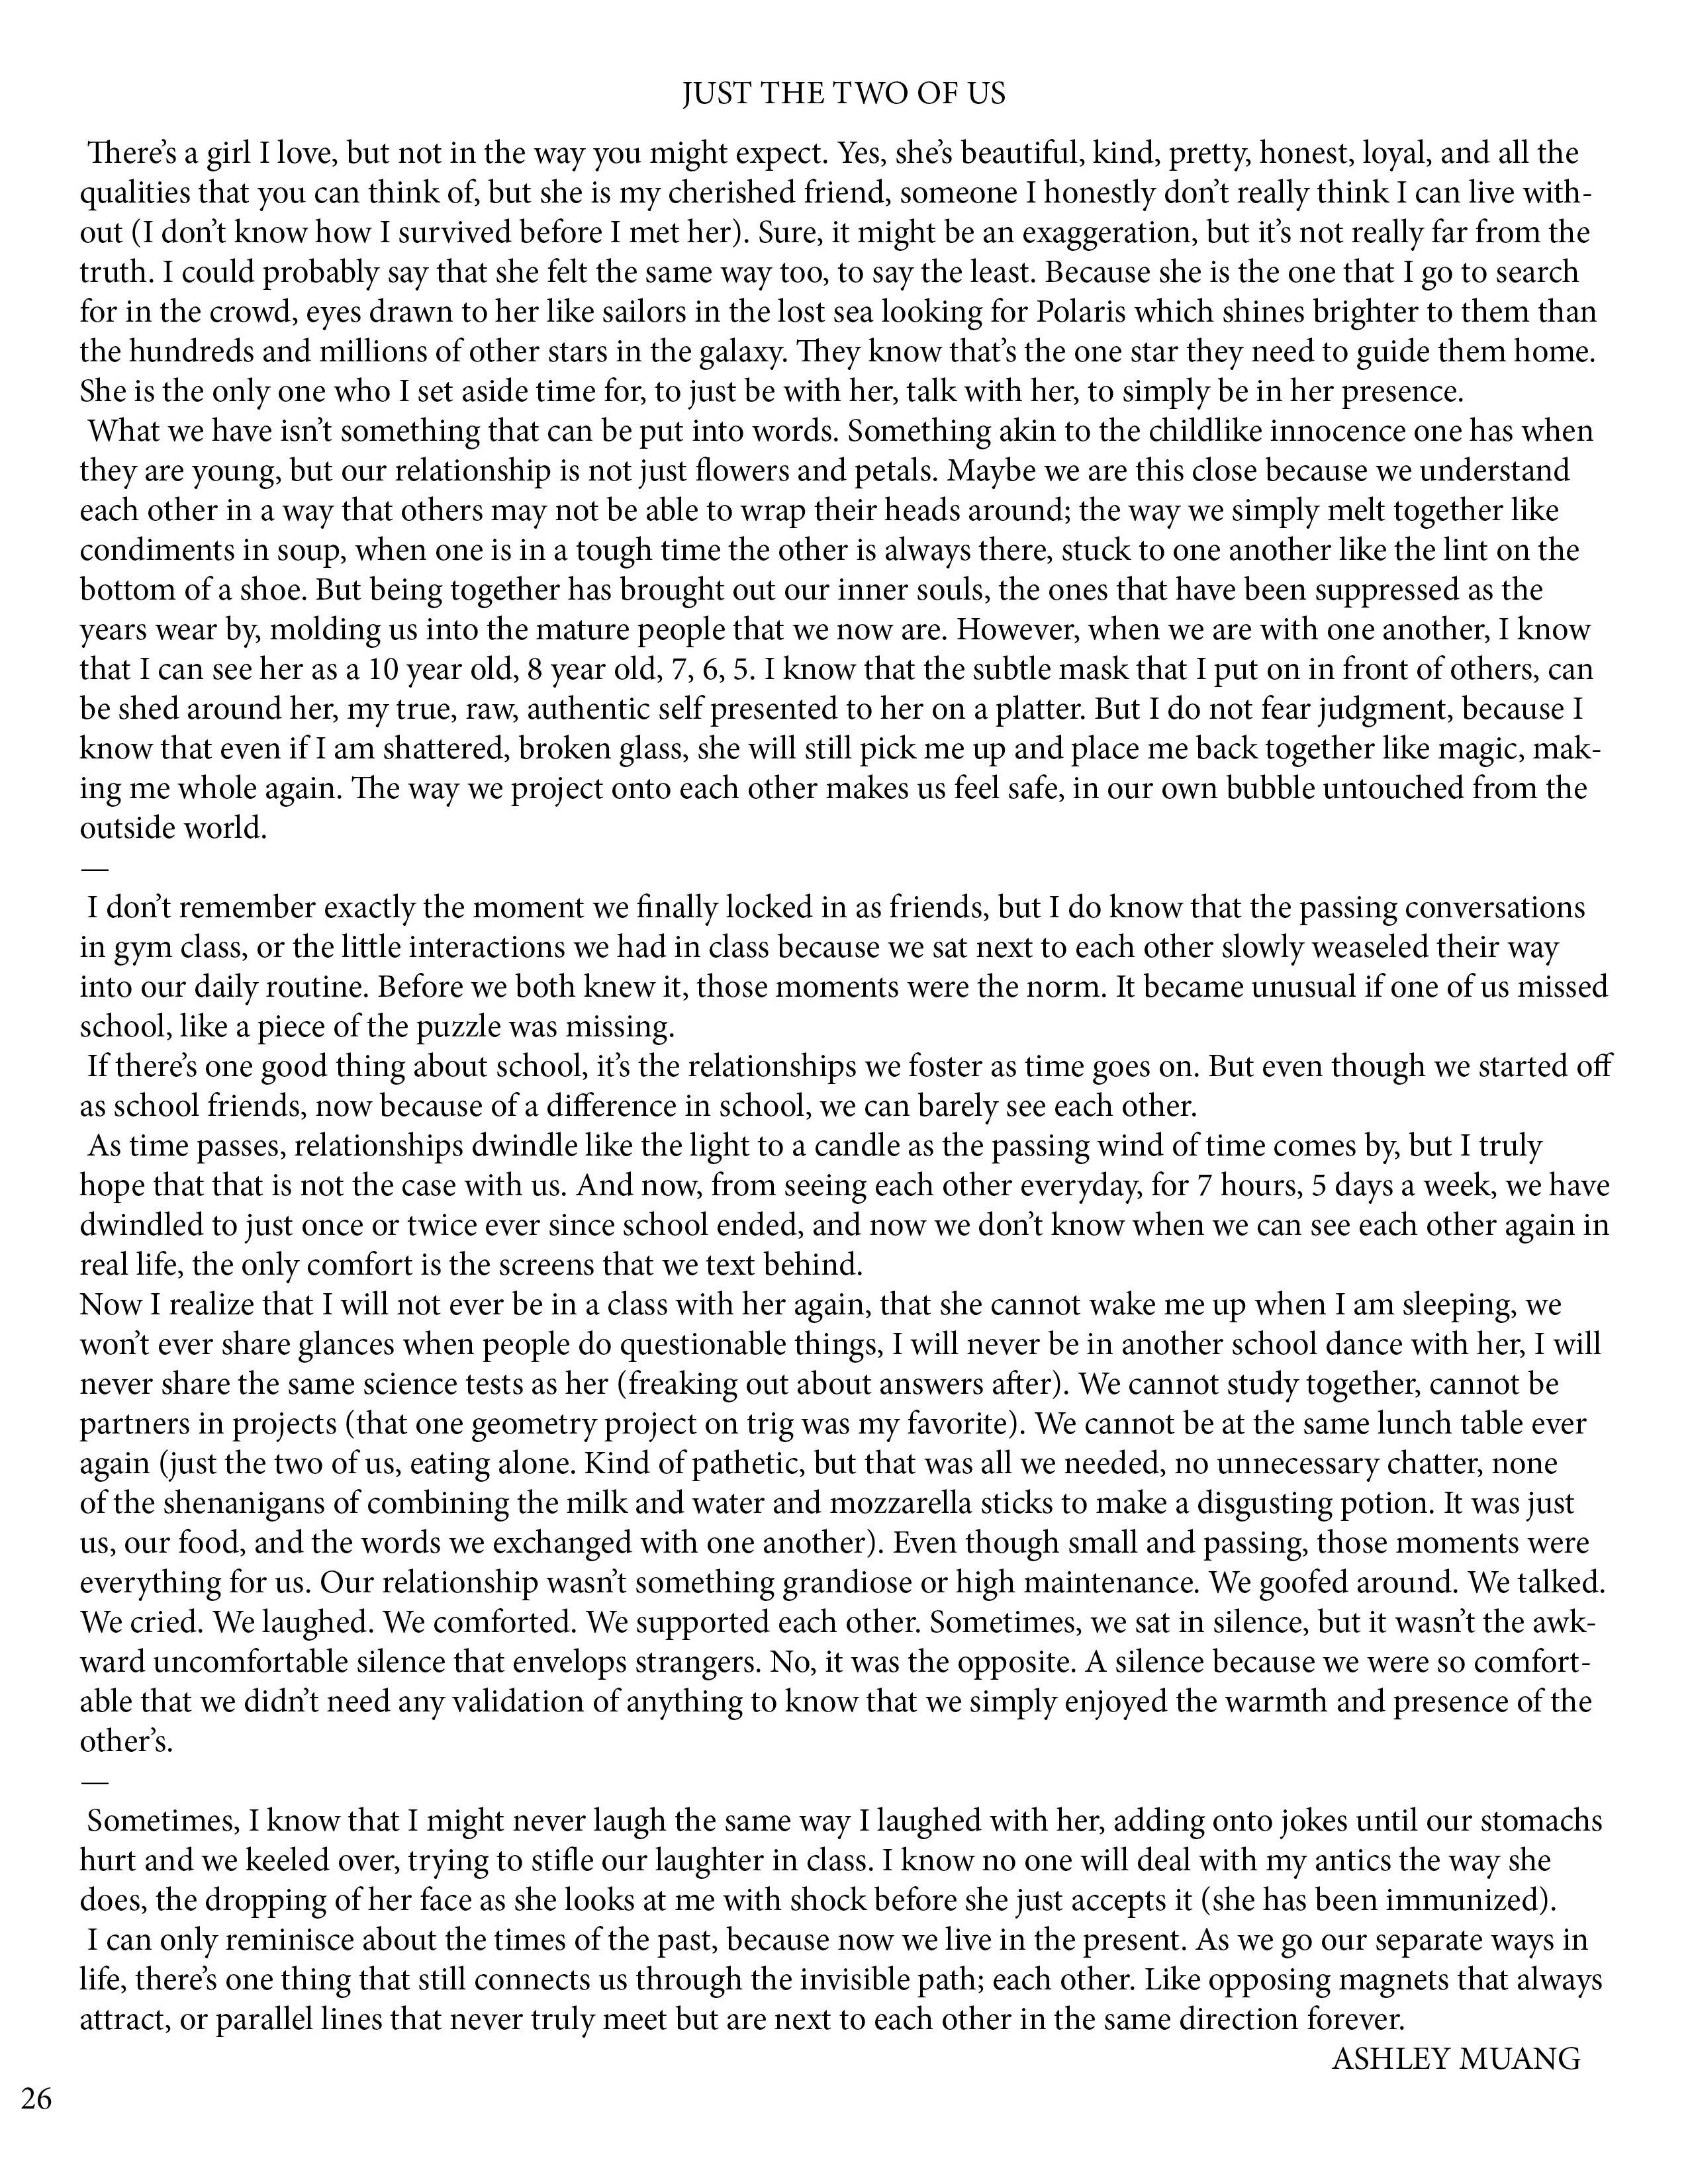 JUST THE TWO OF US
There’s a girl I love, but not in the way you might expect. Yes, she’s beautiful, kind, pretty, honest, loyal, and all the
qualities that you can think of, but she is my cherished friend, someone I honestly don’t really think I can live with-
out (I don’t know how I survived before I met her). Sure, it might be an exaggeration, but it’s not really far from the
truth. I could probably say that she felt the same way too, to say the least. Because she is the one that I go to search
for in the crowd, eyes drawn to her like sailors in the lost sea looking for Polaris which shines brighter to them than
the hundreds and millions of other stars in the galaxy. They know that’s the one star they need to guide them home.
She is the only one who I set aside time for, to just be with her, talk with her, to simply be in her presence.
What we have isn’t something that can be put into words. Something akin to the childlike innocence one has when
they are young, but our relationship is not just flowers and petals. Maybe we are this close because we understand
each other in a way that others may not be able to wrap their heads around; the way we simply melt together like
condiments in soup, when one is in a tough time the other is always there, stuck to one another like the lint on the
bottom of a shoe. But being together has brought out our inner souls, the ones that have been suppressed as the
years wear by, molding us into the mature people that we now are. However, when we are with one another, I know
that I can see her as a 10 year old, 8 year old, 7, 6, 5. I know that the subtle mask that I put on in front of others, can
be shed around her, my true, raw, authentic self presented to her on a platter. But I do not fear judgment, because I
know that even if I am shattered, broken glass, she will still pick me up and place me back together like magic, mak-
ing me whole again. The way we project onto each other makes us feel safe, in our own bubble untouched from the
outside world.
—
I don’t remember exactly the moment we finally locked in as friends, but I do know that the passing conversations
in gym class, or the little interactions we had in class because we sat next to each other slowly weaseled their way
into our daily routine. Before we both knew it, those moments were the norm. It became unusual if one of us missed
school, like a piece of the puzzle was missing.
If there’s one good thing about school, it’s the relationships we foster as time goes on. But even though we started off
as school friends, now because of a difference in school, we can barely see each other.
As time passes, relationships dwindle like the light to a candle as the passing wind of time comes by, but I truly
hope that that is not the case with us. And now, from seeing each other everyday, for 7 hours, 5 days a week, we have
dwindled to just once or twice ever since school ended, and now we don’t know when we can see each other again in
real life, the only comfort is the screens that we text behind.
Now I realize that I will not ever be in a class with her again, that she cannot wake me up when I am sleeping, we
won’t ever share glances when people do questionable things, I will never be in another school dance with her, I will
never share the same science tests as her (freaking out about answers after). We cannot study together, cannot be
partners in projects (that one geometry project on trig was my favorite). We cannot be at the same lunch table ever
again (just the two of us, eating alone. Kind of pathetic, but that was all we needed, no unnecessary chatter, none
of the shenanigans of combining the milk and water and mozzarella sticks to make a disgusting potion. It was just
us, our food, and the words we exchanged with one another). Even though small and passing, those moments were
everything for us. Our relationship wasn’t something grandiose or high maintenance. We goofed around. We talked.
We cried. We laughed. We comforted. We supported each other. Sometimes, we sat in silence, but it wasn’t the awk-
ward uncomfortable silence that envelops strangers. No, it was the opposite. A silence because we were so comfort-
able that we didn’t need any validation of anything to know that we simply enjoyed the warmth and presence of the
other’s.
—
Sometimes, I know that I might never laugh the same way I laughed with her, adding onto jokes until our stomachs
hurt and we keeled over, trying to stifle our laughter in class. I know no one will deal with my antics the way she
does, the dropping of her face as she looks at me with shock before she just accepts it (she has been immunized).
I can only reminisce about the times of the past, because now we live in the present. As we go our separate ways in
life, there’s one thing that still connects us through the invisible path; each other. Like opposing magnets that always
attract, or parallel lines that never truly meet but are next to each other in the same direction forever.
ASHLEY MUANG
26